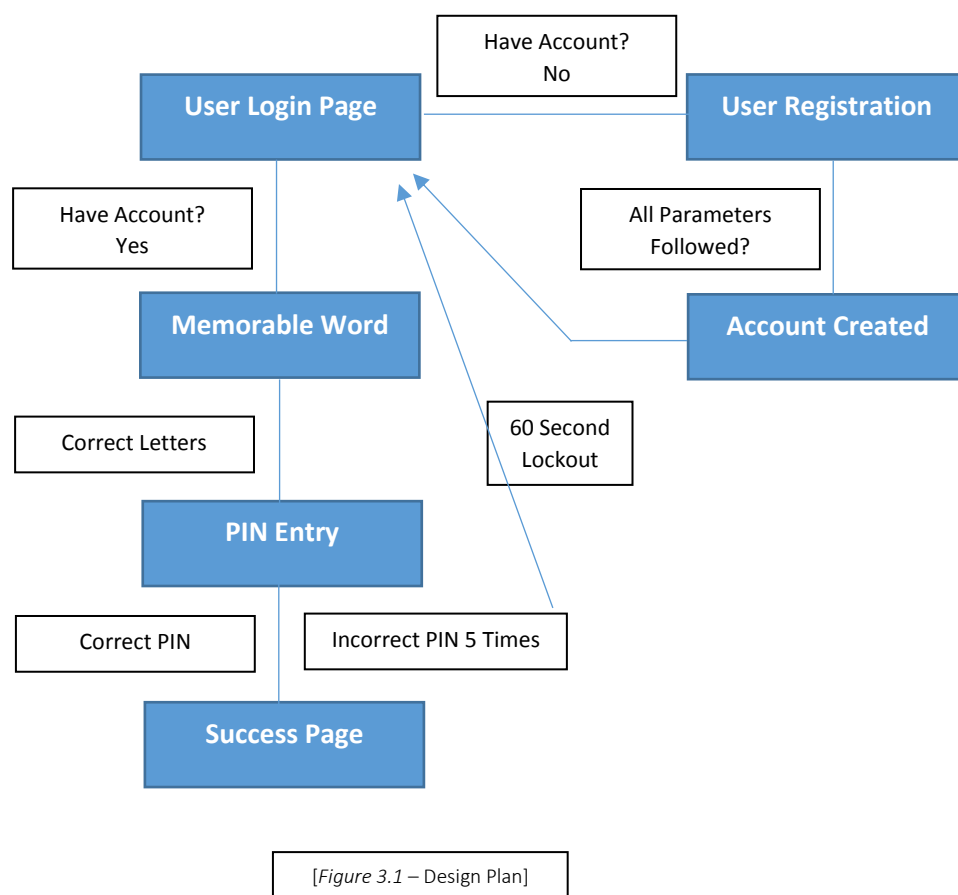 Have Account?
No
User Login Page
User Registration
Have Account?
Yes
All Parameters
Followed?
Memorable Word
Account Created
Correct Letters
60 Second
Lockout
PIN Entry
Correct PIN
Incorrect PIN 5 Times
Success Page
[Figure 3.1 – Design Plan]